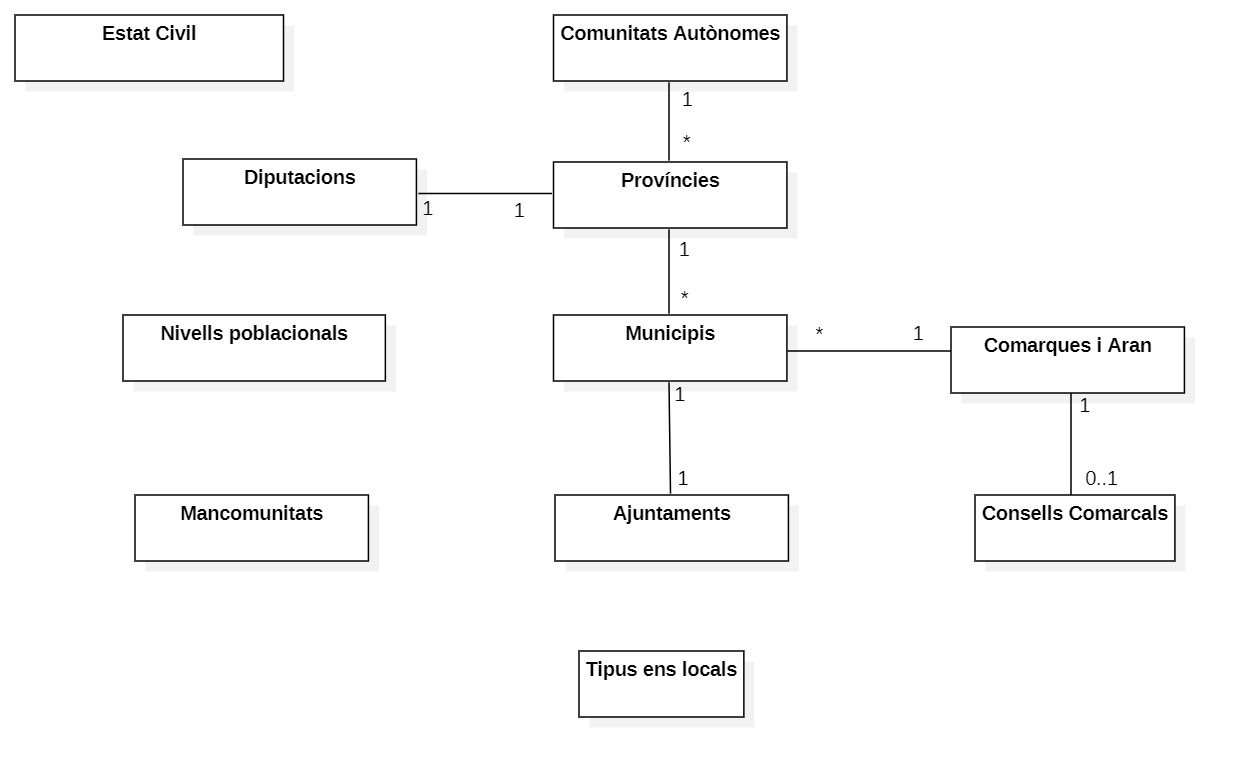 Estat Civil
Comunitats Autònomes
1
*
Diputacions
Províncies
1
1
1
*
Nivells poblacionals
Municipis
*
1
Comarques i Aran
1
1
1
0..1
Mancomunitats
Ajuntaments
Consells Comarcals
Tipus ens locals